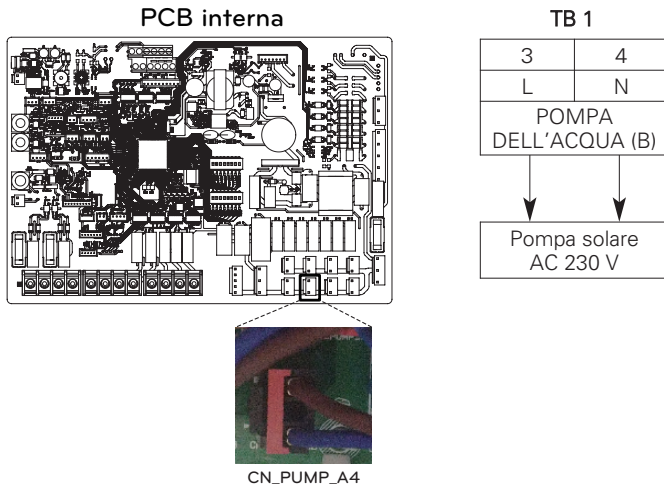 PCB interna
TB 1
3 4
L N
POMPA
DELL'ACQUA (B)
Pompa solare
AC 230 V
CN_PUMP_A4